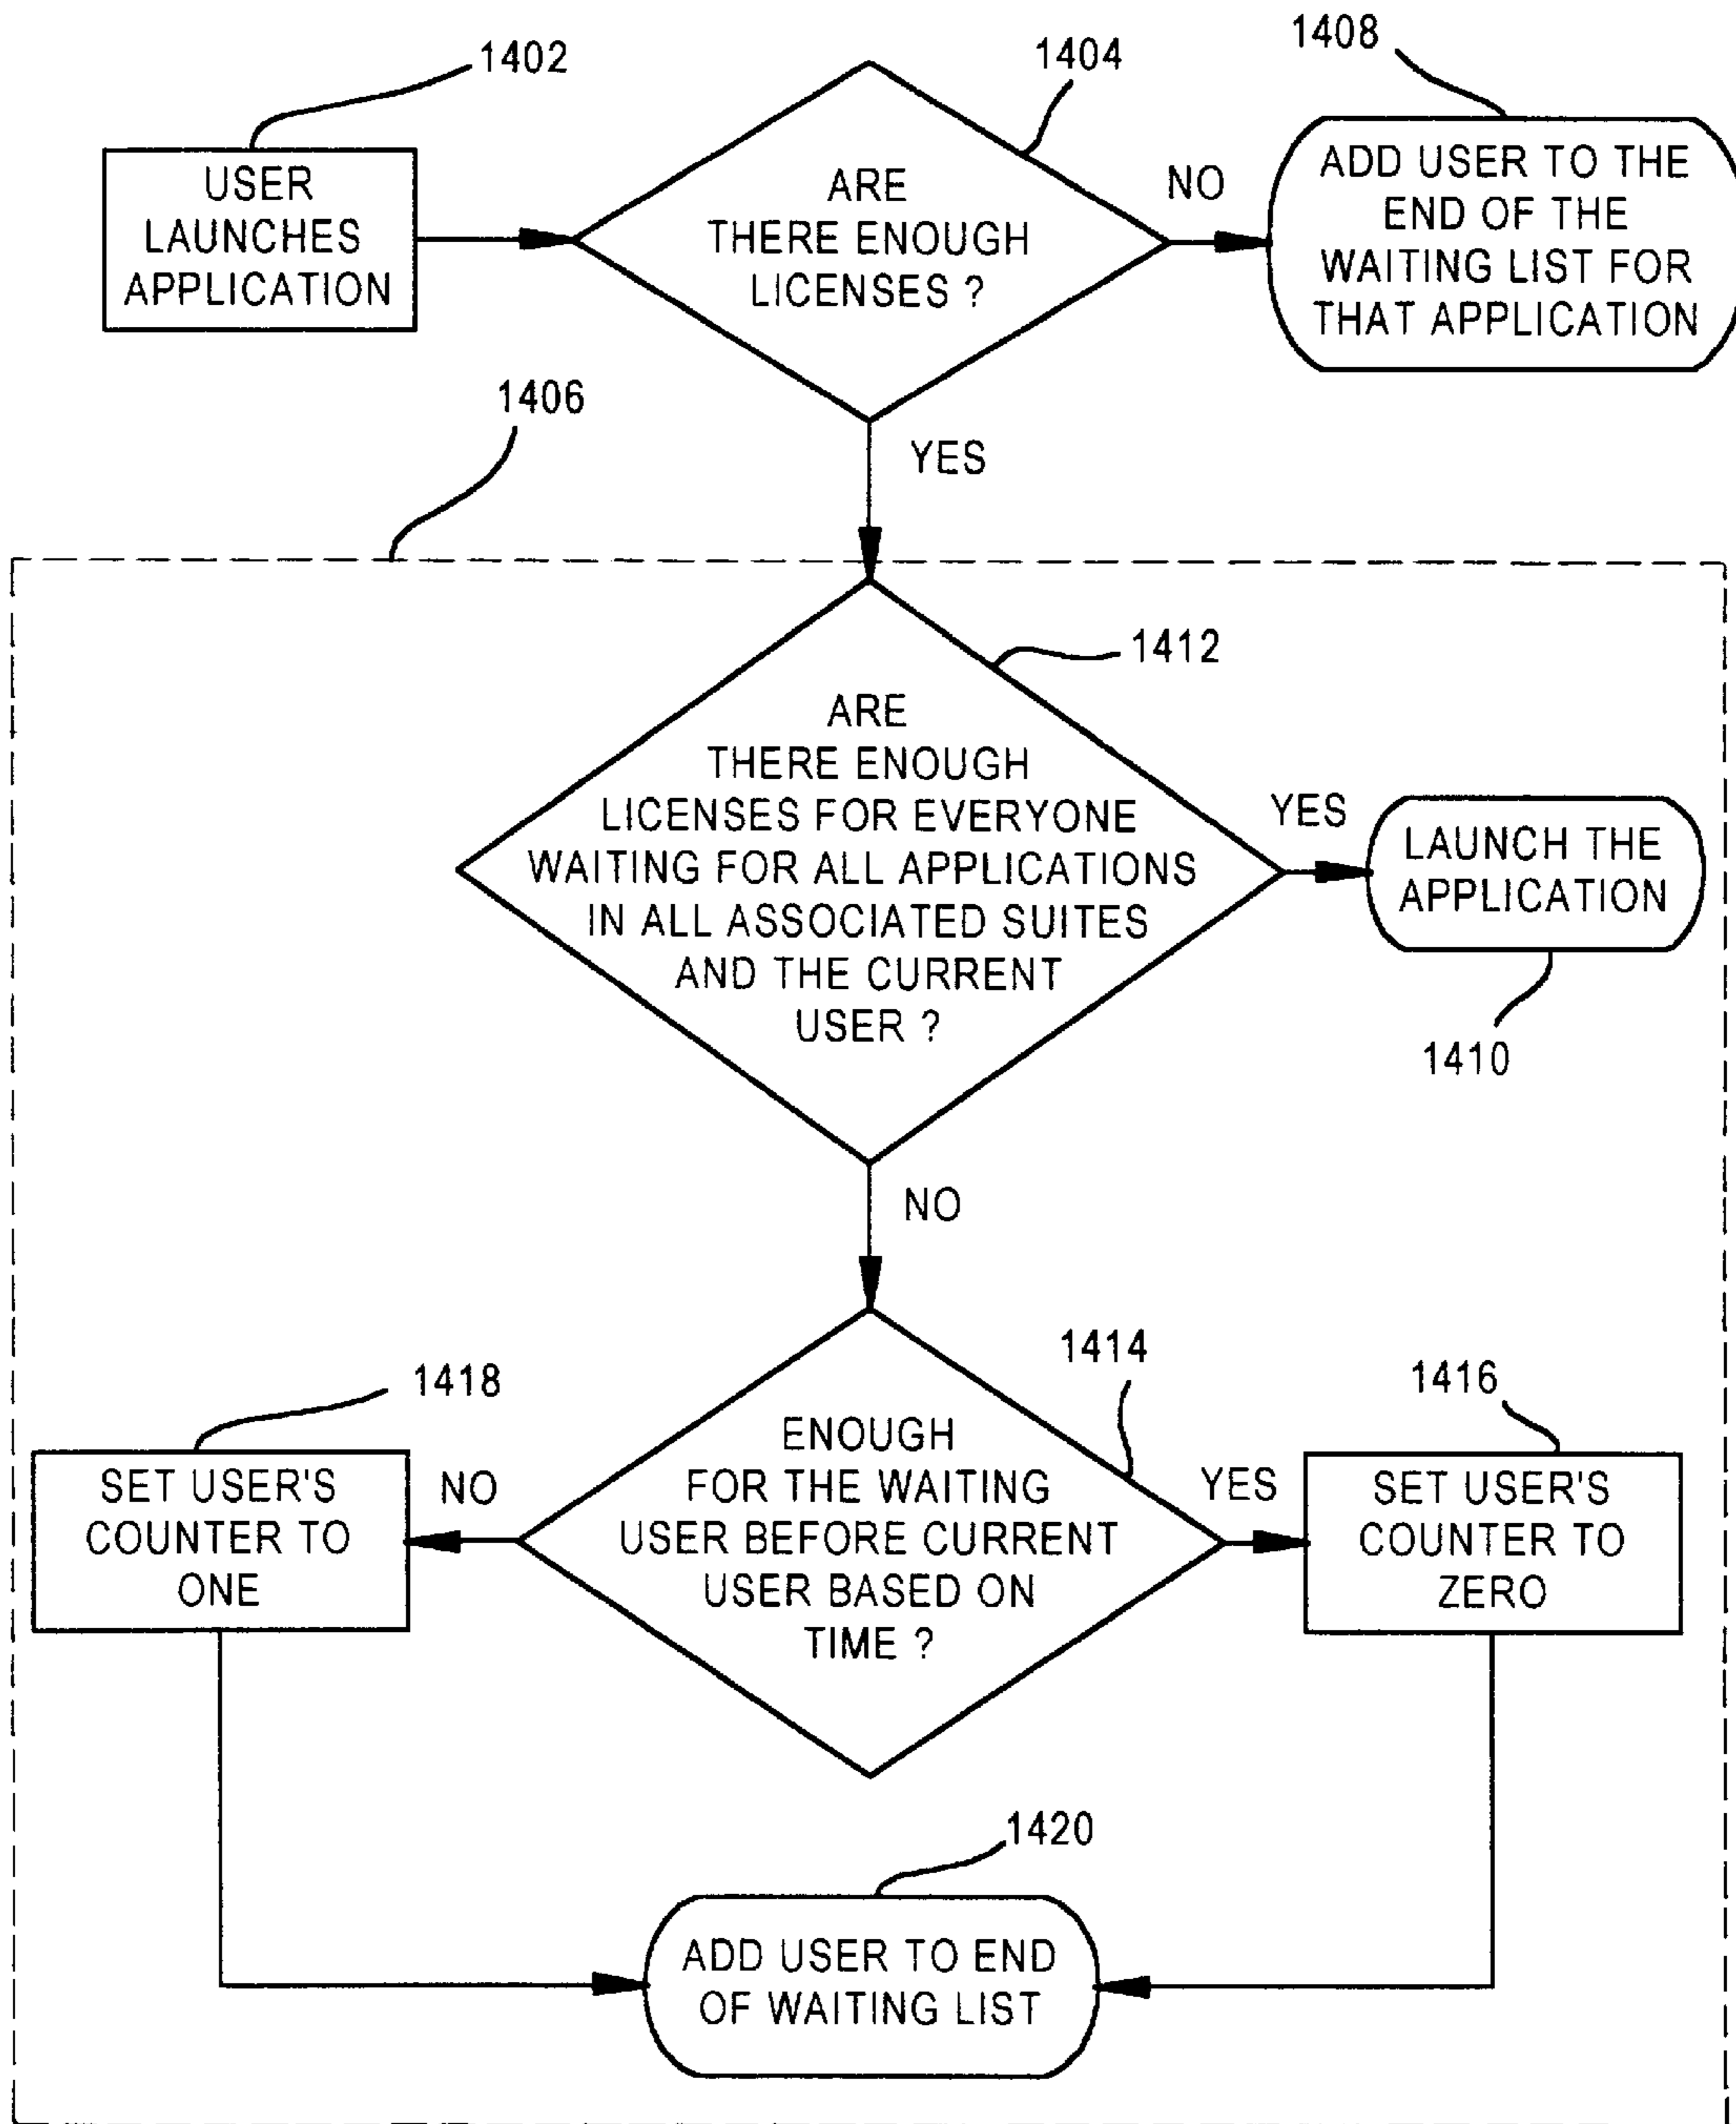 1402
USER
LAUNCHES
APPLICATION
1404
ARE
THERE ENOUGH
LICENSES ?
NO
1408
ADD USER TO THE
END OF THE
WAITING LIST FOR
THAT APPLICATION
YES
1406
1412
ARE
THERE ENOUGH
LICENSES FOR EVERYONE
WAITING FOR ALL APPLICATIONS
IN ALL ASSOCIATED SUITES
AND THE CURRENT
USER ?
YES
LAUNCH THE
APPLICATION
1410
NO
1414
ENOUGH
FOR THE WAITING
USER BEFORE CURRENT
USER BASED ON
TIME ?
NO
1418
SET USER'S
COUNTER TO
ONE
YES
1416
SET USER'S
COUNTER TO
ZERO
1420
ADD USER TO END
OF WAITING LIST